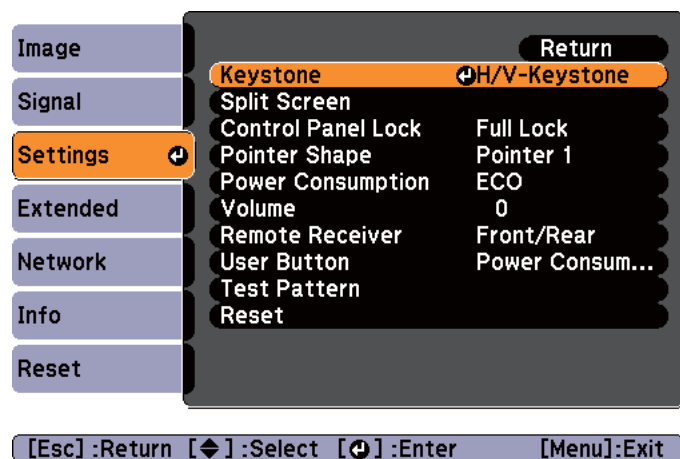 Image
Signal
Settings
Extended
Network
Info
Reset
Return
Keystone H/V-Keystone
Split Screen
Control Panel Lock Full Lock
Pointer Shape Pointer 1
Power Consumption ECO
Volume 0
Remote Receiver Front/Rear
User Button Power Consum...
Test Pattern
Reset
[Esc] :Return [◆] :Select [⏎] :Enter [Menu]:Exit